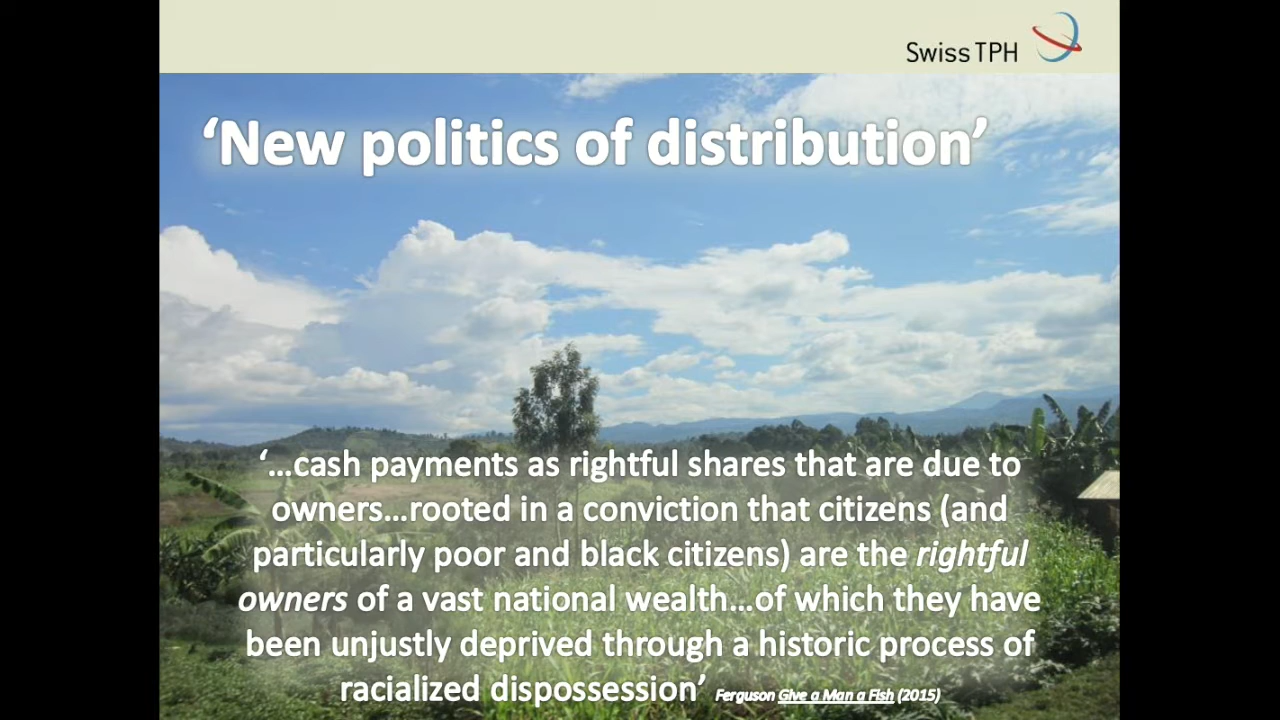 Swiss TPH
‘New politics of distribution’
‘…cash payments as rightful shares that are due to
owners…rooted in a conviction that citizens (and
particularly poor and black citizens) are the rightful
owners of a vast national wealth…of which they have
been unjustly deprived through a historic process of
racialized dispossession’ Ferguson Give a Man a Fish (2015)